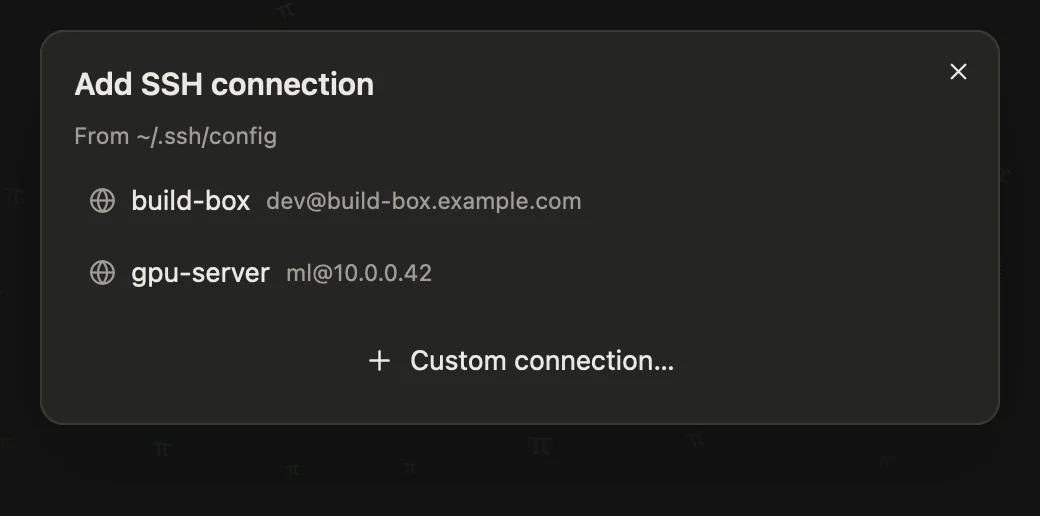 Add SSH connection
From ~/.ssh/config
build-box dev@build-box.example.com
gpu-server ml@10.0.0.42
+ Custom connection...
π
π
π
π
π
π